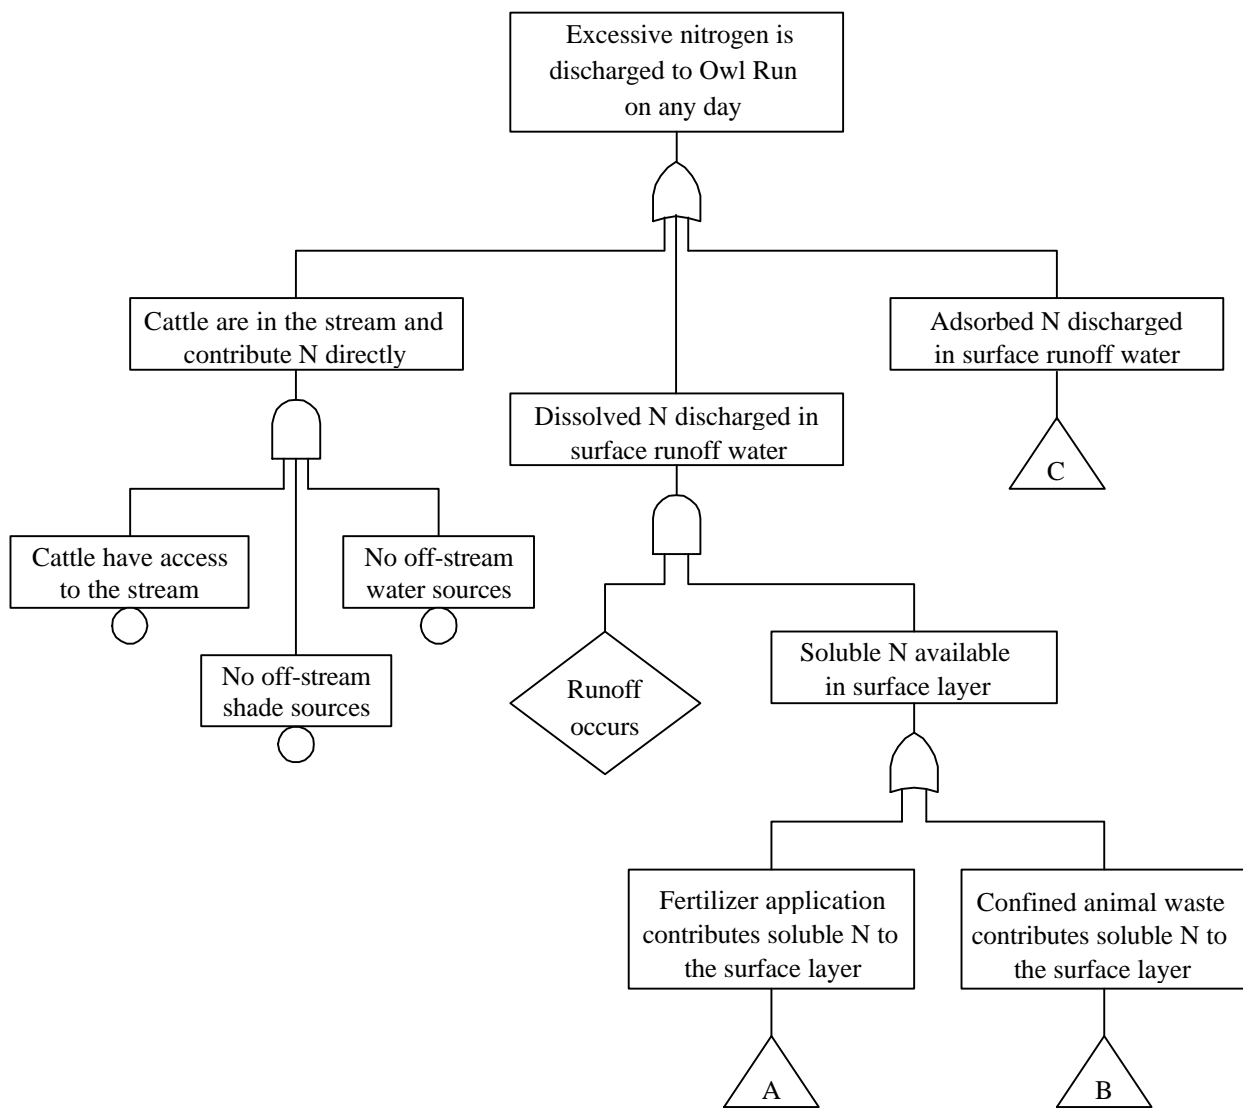 Excessive nitrogen is
discharged to Owl Run
on any day
Cattle are in the stream and
contribute N directly
Adsorbed N discharged
in surface runoff water
Dissolved N discharged in
surface runoff water
C
Cattle have access
to the stream
No off-stream
water sources
No off-stream
shade sources
Runoff
occurs
Soluble N available
in surface layer
Fertilizer application
contributes soluble N to
the surface layer
Confined animal waste
contributes soluble N to
the surface layer
A
B